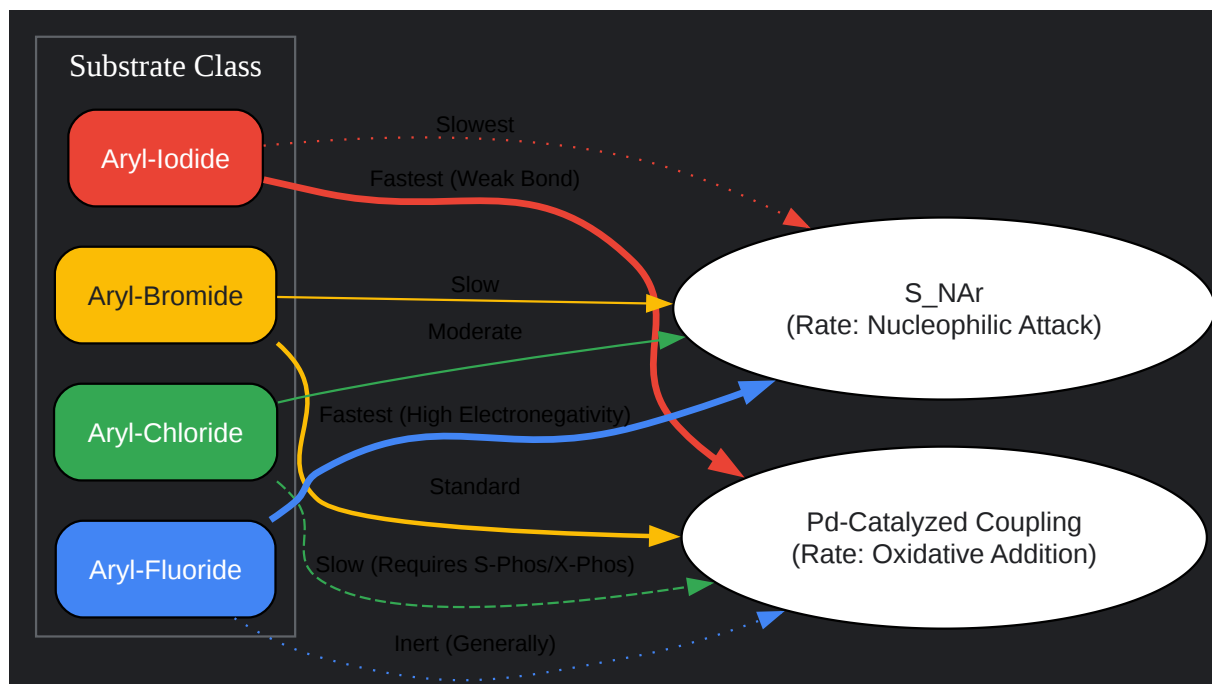 Substrate Class
Aryl-Iodide
Aryl-Bromide
Aryl-Chloride
Aryl-Fluoride
Slowest
Fastest (Weak Bond)
Slow
Moderate
Fastest (High Electronegativity)
Standard
Slow (Requires S-Phos/X-Phos)
Inert (Generally)
S_NAr
(Rate: Nucleophilic Attack)
Pd-Catalyzed Coupling
(Rate: Oxidative Addition)